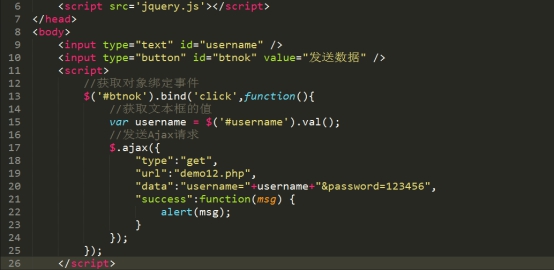 6 <script src='jquery.js'></script>
7 </head>
8 <body>
9 <input type="text" id="username" />
10 <input type="button" id="btnok" value="发送数据" />
11 <script>
12 //获取对象绑定事件
13 $('#btnok').bind('click',function(){
14 //获取文本框的值
15 var username = $('#username').val();
16 //发送Ajax请求
17 $.ajax({
18 "type":"get",
19 "url":"demo12.php",
20 "data":"username="+username+"&password=123456",
21 "success":function(msg) {
22 alert(msg);
23 }
24 });
25 });
26 </script>